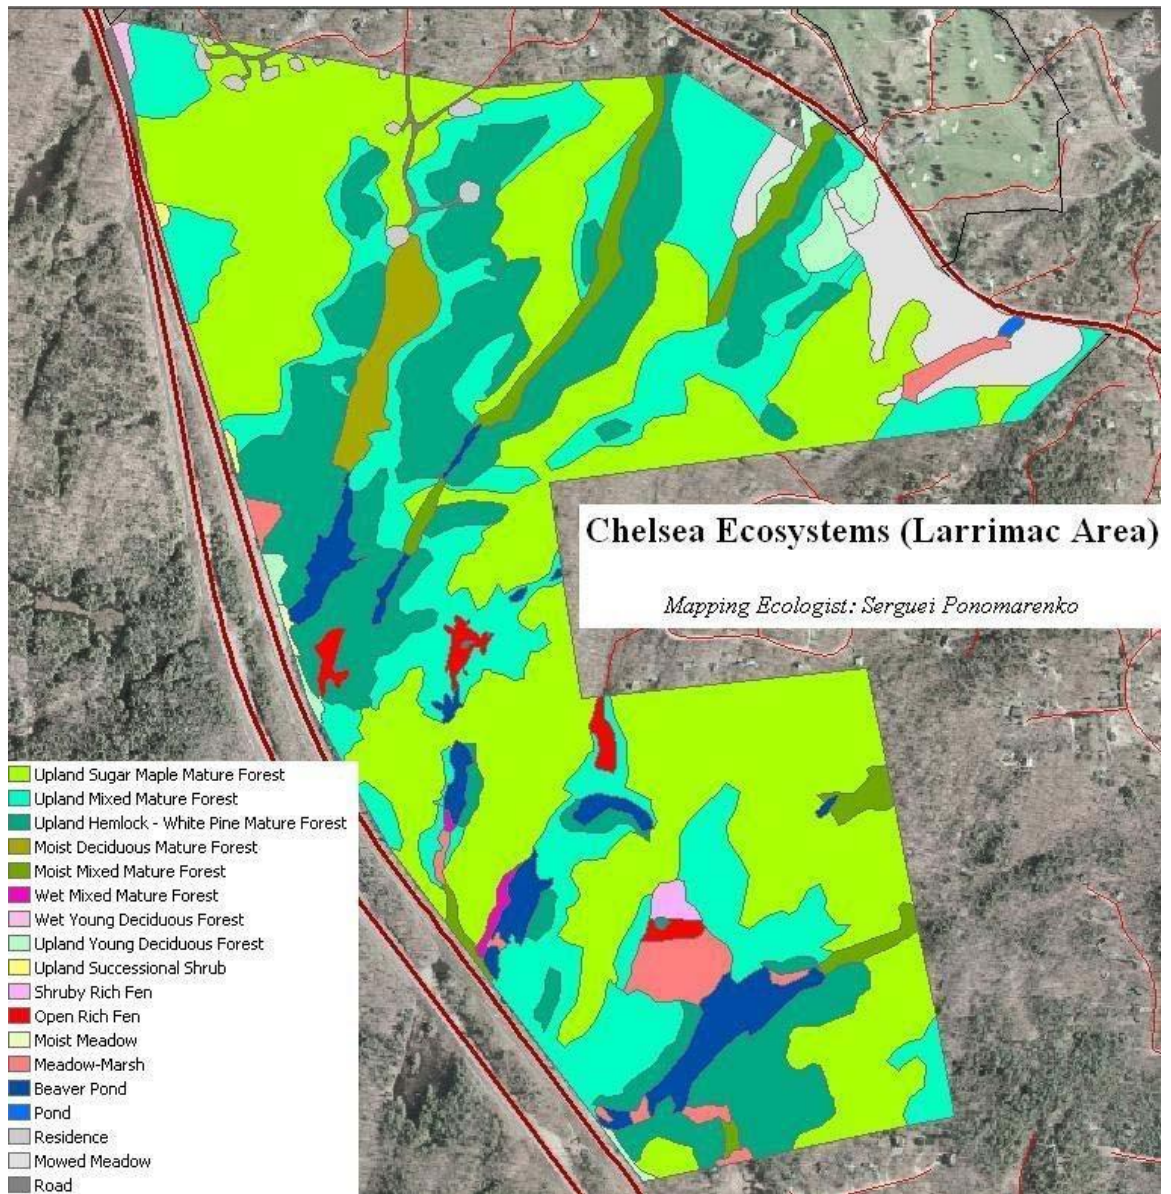 Chelsea Ecosystems (Larrimac Area)
Mapping Ecologist: Serguei Ponomarenko
Upland Sugar Maple Mature Forest
Upland Mixed Mature Forest
Upland Hemlock - White Pine Mature Forest
Moist Deciduous Mature Forest
Moist Mixed Mature Forest
Wet Mixed Mature Forest
Wet Young Deciduous Forest
Upland Young Deciduous Forest
Upland Successional Shrub
Shruby Rich Fen
Open Rich Fen
Moist Meadow
Meadow-Marsh
Beaver Pond
Pond
Residence
Mowed Meadow
Road